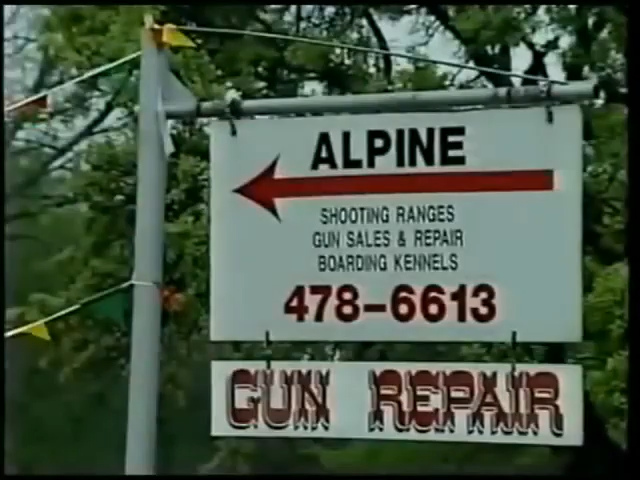 ALPINE
SHOOTING RANGES
GUN SALES & REPAIR
BOARDING KENNELS
478-6613
GUN REPAIR